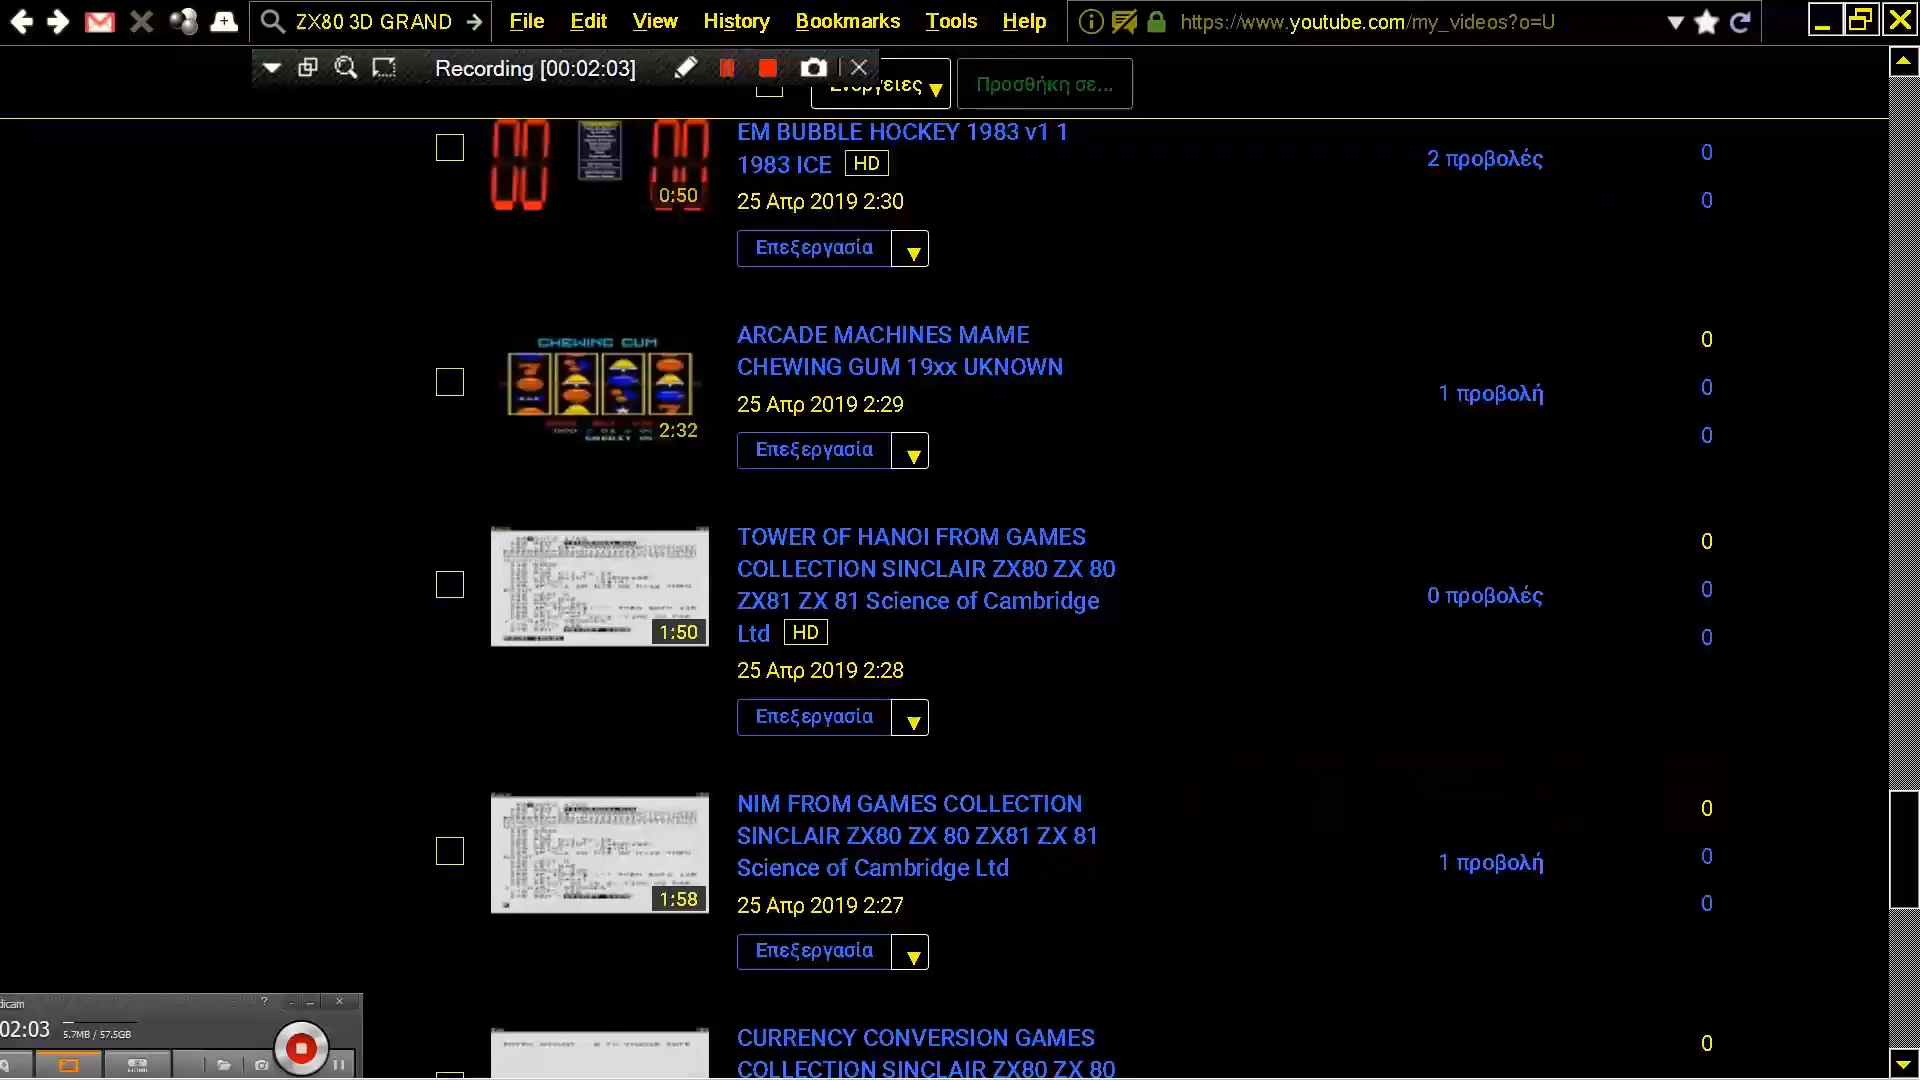 ZX80 3D GRAND
File Edit View History Bookmarks Tools Help
https://www.youtube.com/my_videos?o=U
Recording [00:02:03]
Ενέργειες
Προσθήκη σε...
EM BUBBLE HOCKEY 1983 v1 1
1983 ICE HD
00 00
0:50
25 Απρ 2019 2:30
2 προβολές
0
0
Επεξεργασία
ARCADE MACHINES MAME
CHEWING GUM 19xx UKNOWN
CHEWING GUM
2:32
25 Απρ 2019 2:29
1 προβολή
0
0
0
Επεξεργασία
TOWER OF HANOI FROM GAMES
COLLECTION SINCLAIR ZX80 ZX 80
ZX81 ZX 81 Science of Cambridge
Ltd HD
1:50
25 Απρ 2019 2:28
0 προβολές
0
0
0
Επεξεργασία
NIM FROM GAMES COLLECTION
SINCLAIR ZX80 ZX 80 ZX81 ZX 81
Science of Cambridge Ltd
1:58
25 Απρ 2019 2:27
1 προβολή
0
0
0
Επεξεργασία
CURRENCY CONVERSION GAMES
COLLECTION SINCLAIR ZX80 ZX 80
0
dicam
02:03
5.7MB / 57.5GB